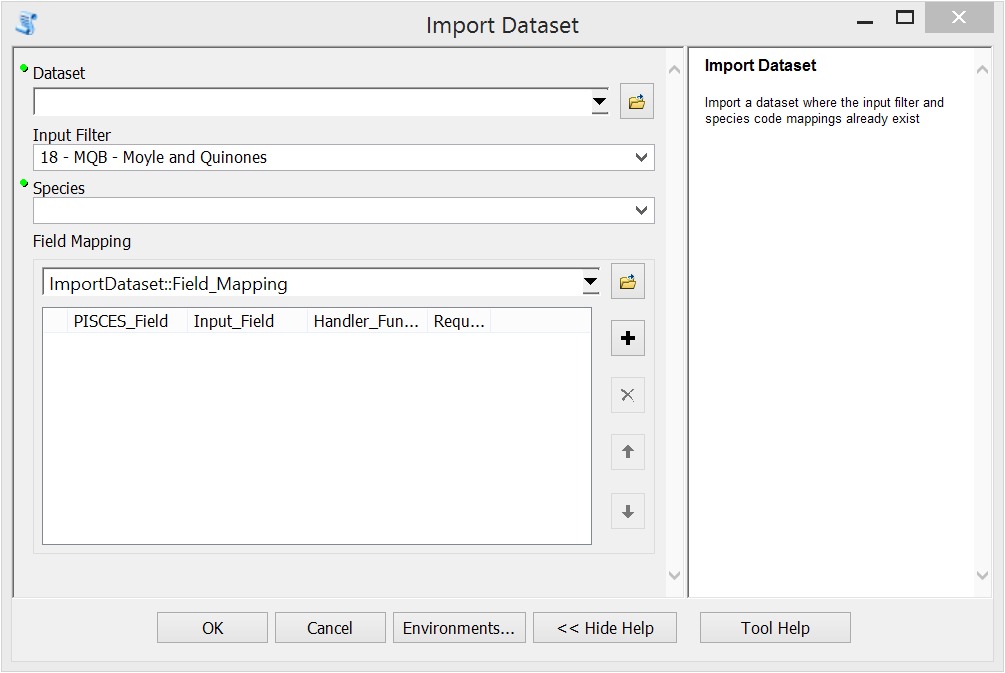 Import Dataset
Dataset
Input Filter
18 - MQB - Moyle and Quinones
Species
Field Mapping
ImportDataset::Field_Mapping
PISCES_Field Input_Field Handler_Fun... Requ...
Import Dataset
Import a dataset where the input filter and
species code mappings already exist
OK Cancel Environments... << Hide Help Tool Help